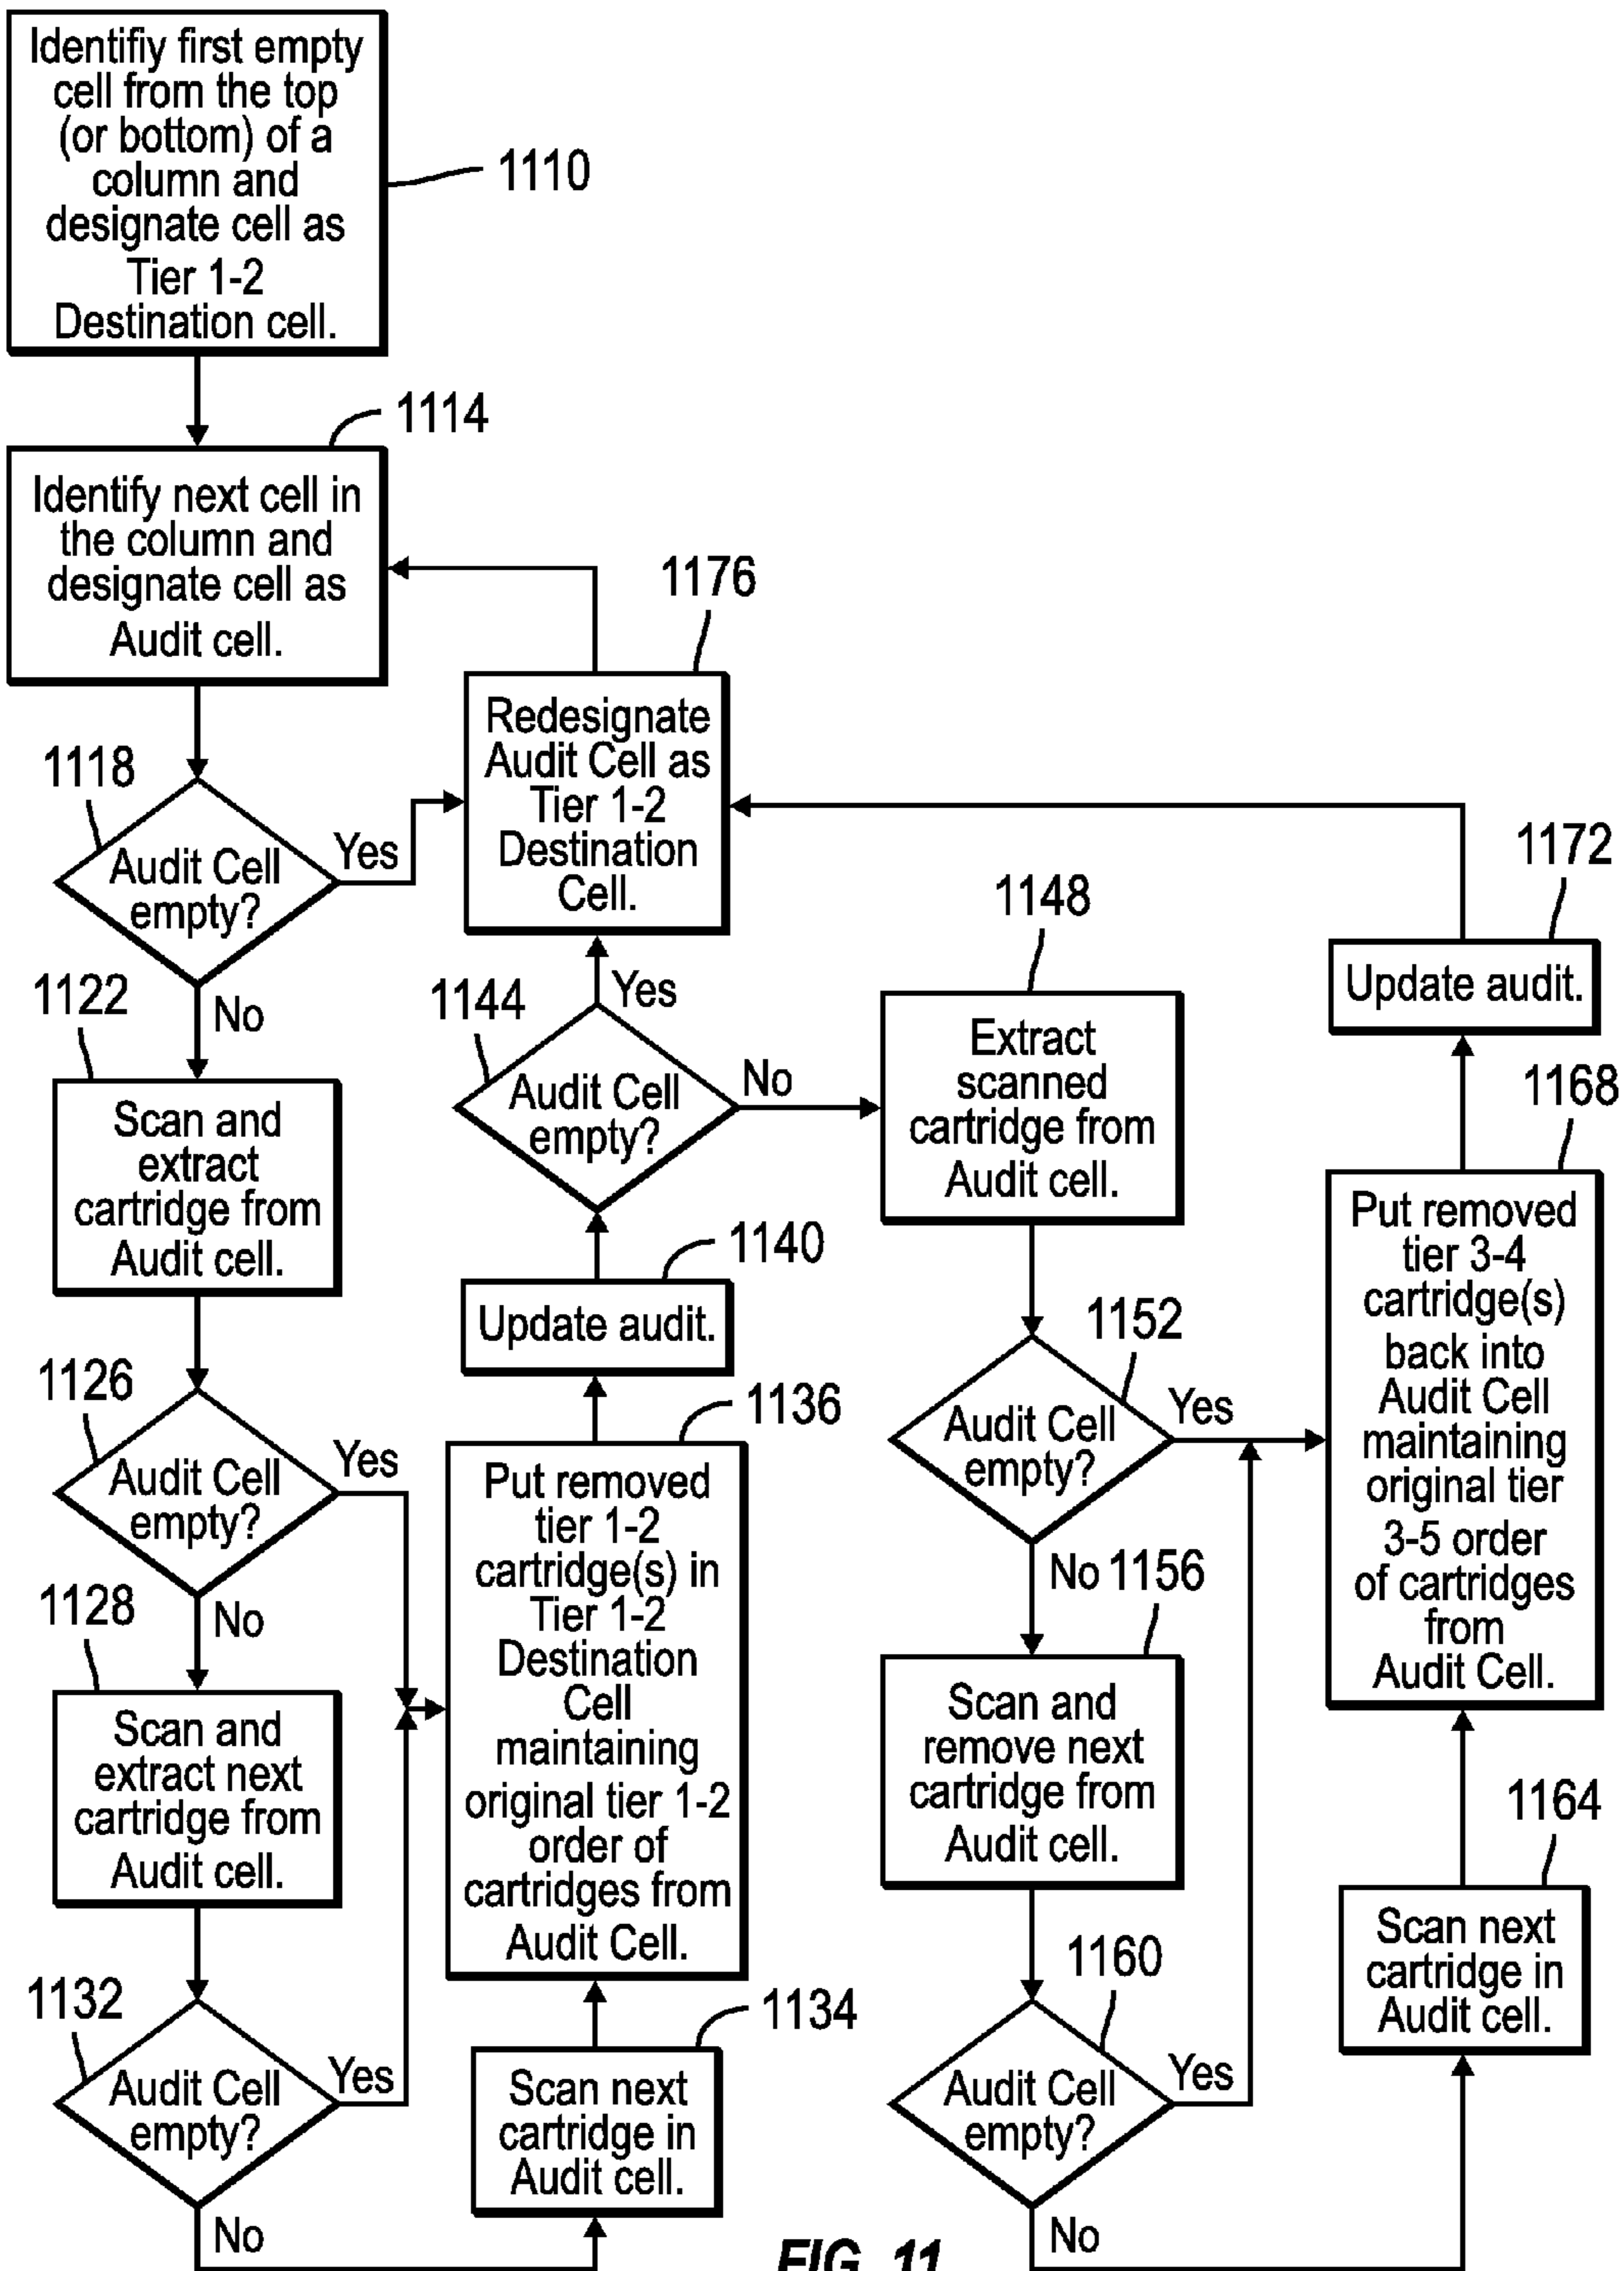 Identifiy first empty
cell from the top
(or bottom) of a
column and
designate cell as
Tier 1-2
Destination cell.
1110
1114
Identify next cell in
the column and
designate cell as
Audit cell.
1176
Redesignate
Audit Cell as
Tier 1-2
Destination
Cell.
1118
Audit Cell
empty?
Yes
No
1122
Scan and
extract
cartridge from
Audit cell.
1126
Audit Cell
empty?
Yes
No
1128
Scan and
extract next
cartridge from
Audit cell.
1132
Audit Cell
empty?
Yes
No
1134
Scan next
cartridge in
Audit cell.
1136
Put removed
tier 1-2
cartridge(s) in
Tier 1-2
Destination
Cell
maintaining
original tier 1-2
order of
cartridges from
Audit Cell.
1140
Update audit.
1144
Audit Cell
empty?
Yes
No
1148
Extract
scanned
cartridge from
Audit cell.
1152
Audit Cell
empty?
Yes
No 1156
Scan and
remove next
cartridge from
Audit cell.
1160
Audit Cell
empty?
Yes
No
1164
Scan next
cartridge in
Audit cell.
1168
Put removed
tier 3-4
cartridge(s)
back into
Audit Cell
maintaining
original tier
3-5 order
of cartridges
from
Audit Cell.
1172
Update audit.
FIG. 11